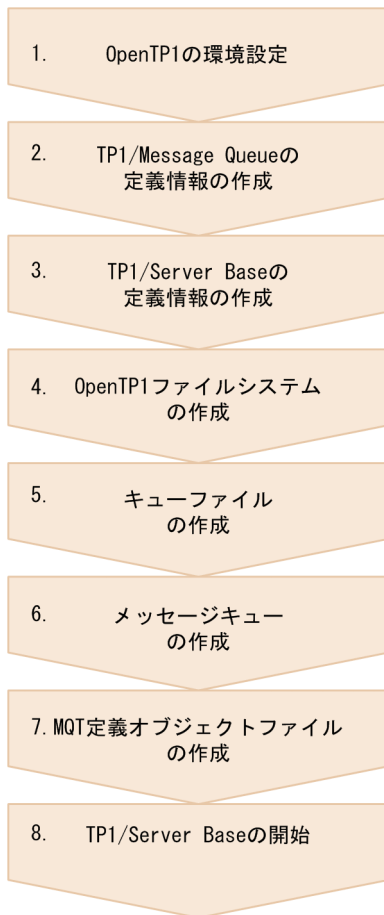 1. OpenTP1の環境設定
2. TP1/Message Queueの
定義情報の作成
3. TP1/Server Baseの
定義情報の作成
4. OpenTP1ファイルシステム
の作成
5. キューファイル
の作成
6. メッセージキュー
の作成
7. MQT定義オブジェクトファイル
の作成
8. TP1/Server Baseの開始